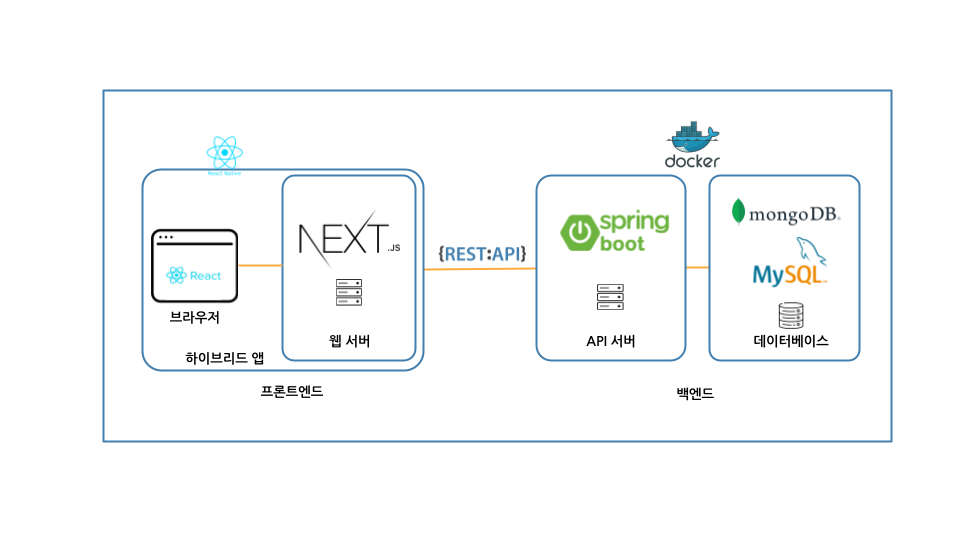 React Native
docker
NEXT.JS
spring
boot
mongoDB®
{REST:API}
React
MySQL™
브라우저
웹 서버
API 서버
데이터베이스
하이브리드 앱
프론트엔드
백엔드